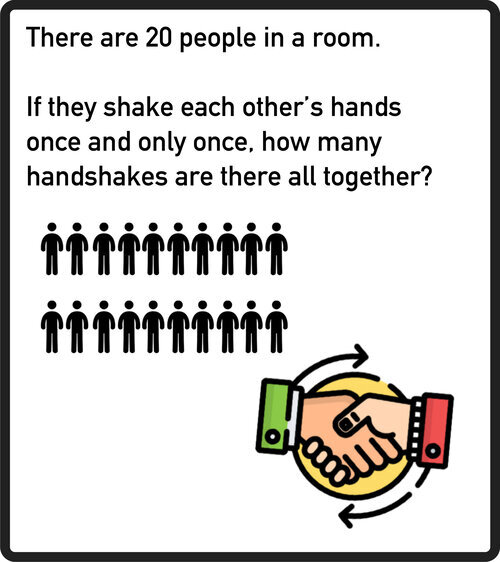 There are 20 people in a room.
If they shake each other’s hands
once and only once, how many
handshakes are there all together?